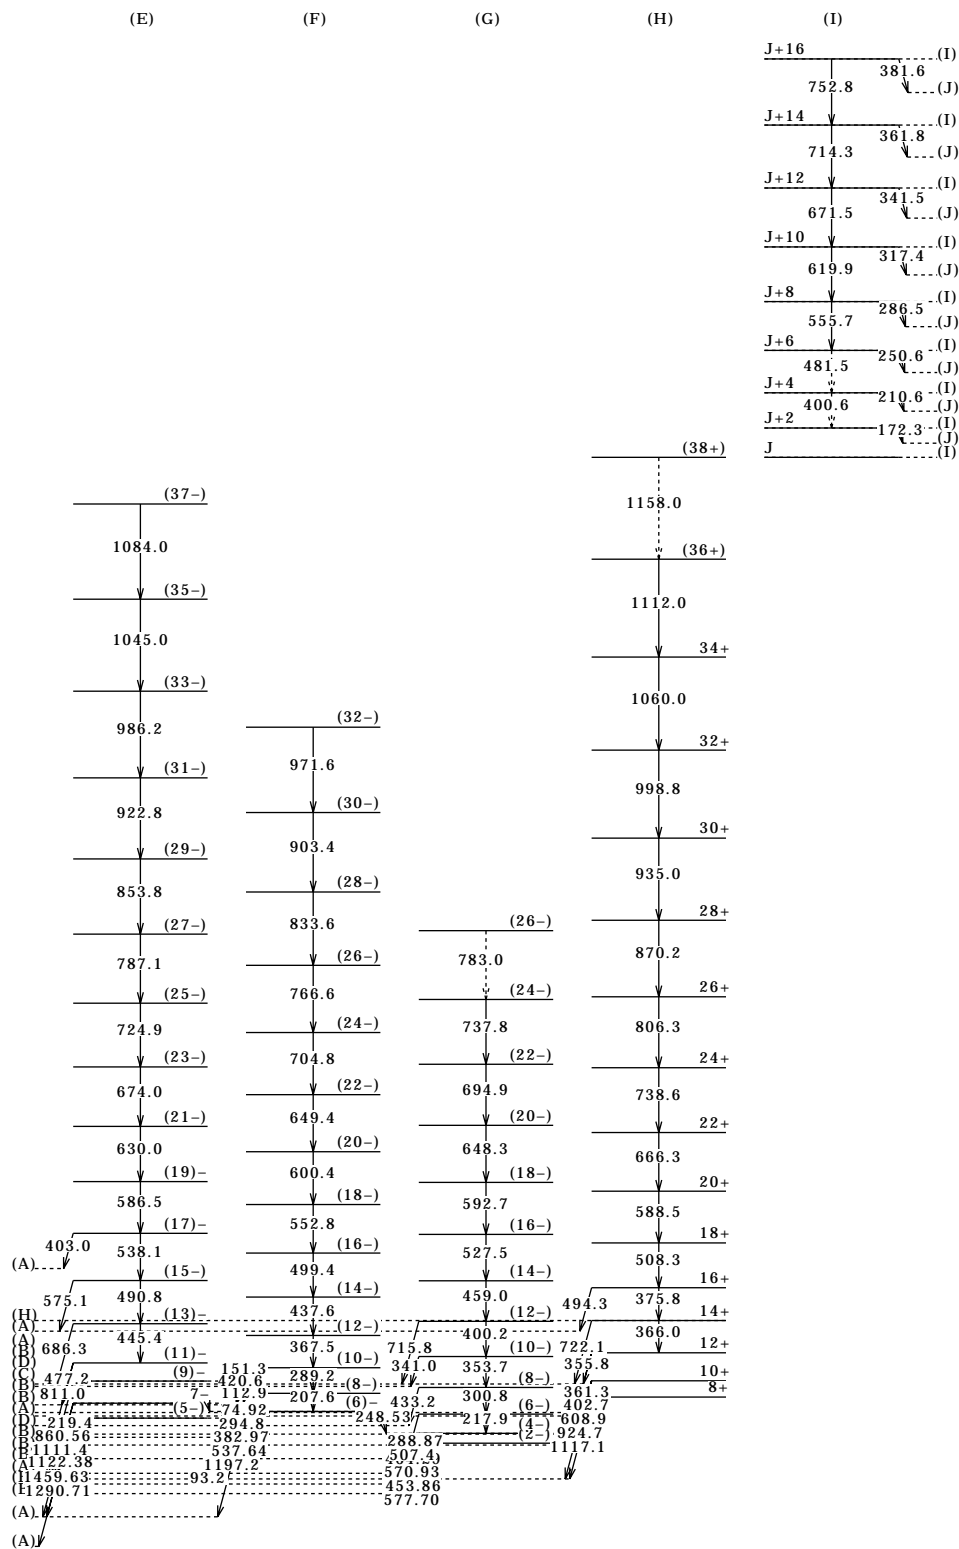 (E) (F) (G) (H) (I)
J+16 (I)
381.6
752.8 (J)
J+14 (I)
361.8
714.3 (J)
J+12 (I)
341.5
671.5 (J)
J+10 (I)
317.4
619.9 (J)
J+8 (I)
286.5
555.7 (J)
J+6 (I)
250.6
481.5 (J)
J+4 (I)
210.6
400.6 (J)
J+2 (I)
172.3
(J)
(38+) J (I)
(37−)
1158.0
1084.0
(36+)
(35−)
1112.0
1045.0
34+
(33−)
1060.0
(32−)
986.2
32+
971.6
(31−)
998.8
(30−)
922.8
30+
903.4
(29−)
935.0
(28−)
853.8
28+
(26−)
833.6
(27−)
870.2
(26−) 783.0
787.1
26+
(24−)
766.6
(25−)
806.3
(24−) 737.8
724.9
24+
(23−) (22−)
704.8
(22−) 694.9 738.6
674.0
22+
(21−) (20−)
649.4
(20−) 648.3 666.3
630.0
20+
(19)− (18−)
600.4
(18−) 592.7 588.5
586.5
18+
(17)− (16−)
552.8
403.0 538.1 (16−) 527.5 508.3
(A)
(15−) 499.4 (14−) 16+
(14−) 459.0 375.8
575.1 490.8 494.3
(H) (13)− 437.6 (12−) 14+
(A)
(A) 445.4 (12−) 400.2 366.0
(B) 686.3 367.5 715.8 722.1 12+
(D) (11)− (10−) (10−)
(C) 477.2 (9)− 151.3 289.2 341.0 353.7 355.8 10+
(B) 420.6 (8−) (8−) 8+
(B) 811.0 7− 112.9 207.6 433.2 300.8 361.3
(A) (5−) 74.92 (6)− (6−) 402.7
(D) 219.4 294.8 248.53 217.9 (4−) 608.9
(B) 860.56 382.97 288.87 (2−) 924.7
(B) 1111.4 537.64 507.4 1117.1
1122.38 1197.2 570.93
1459.63 93.2 453.86
1290.71 577.70
(A)
(A)